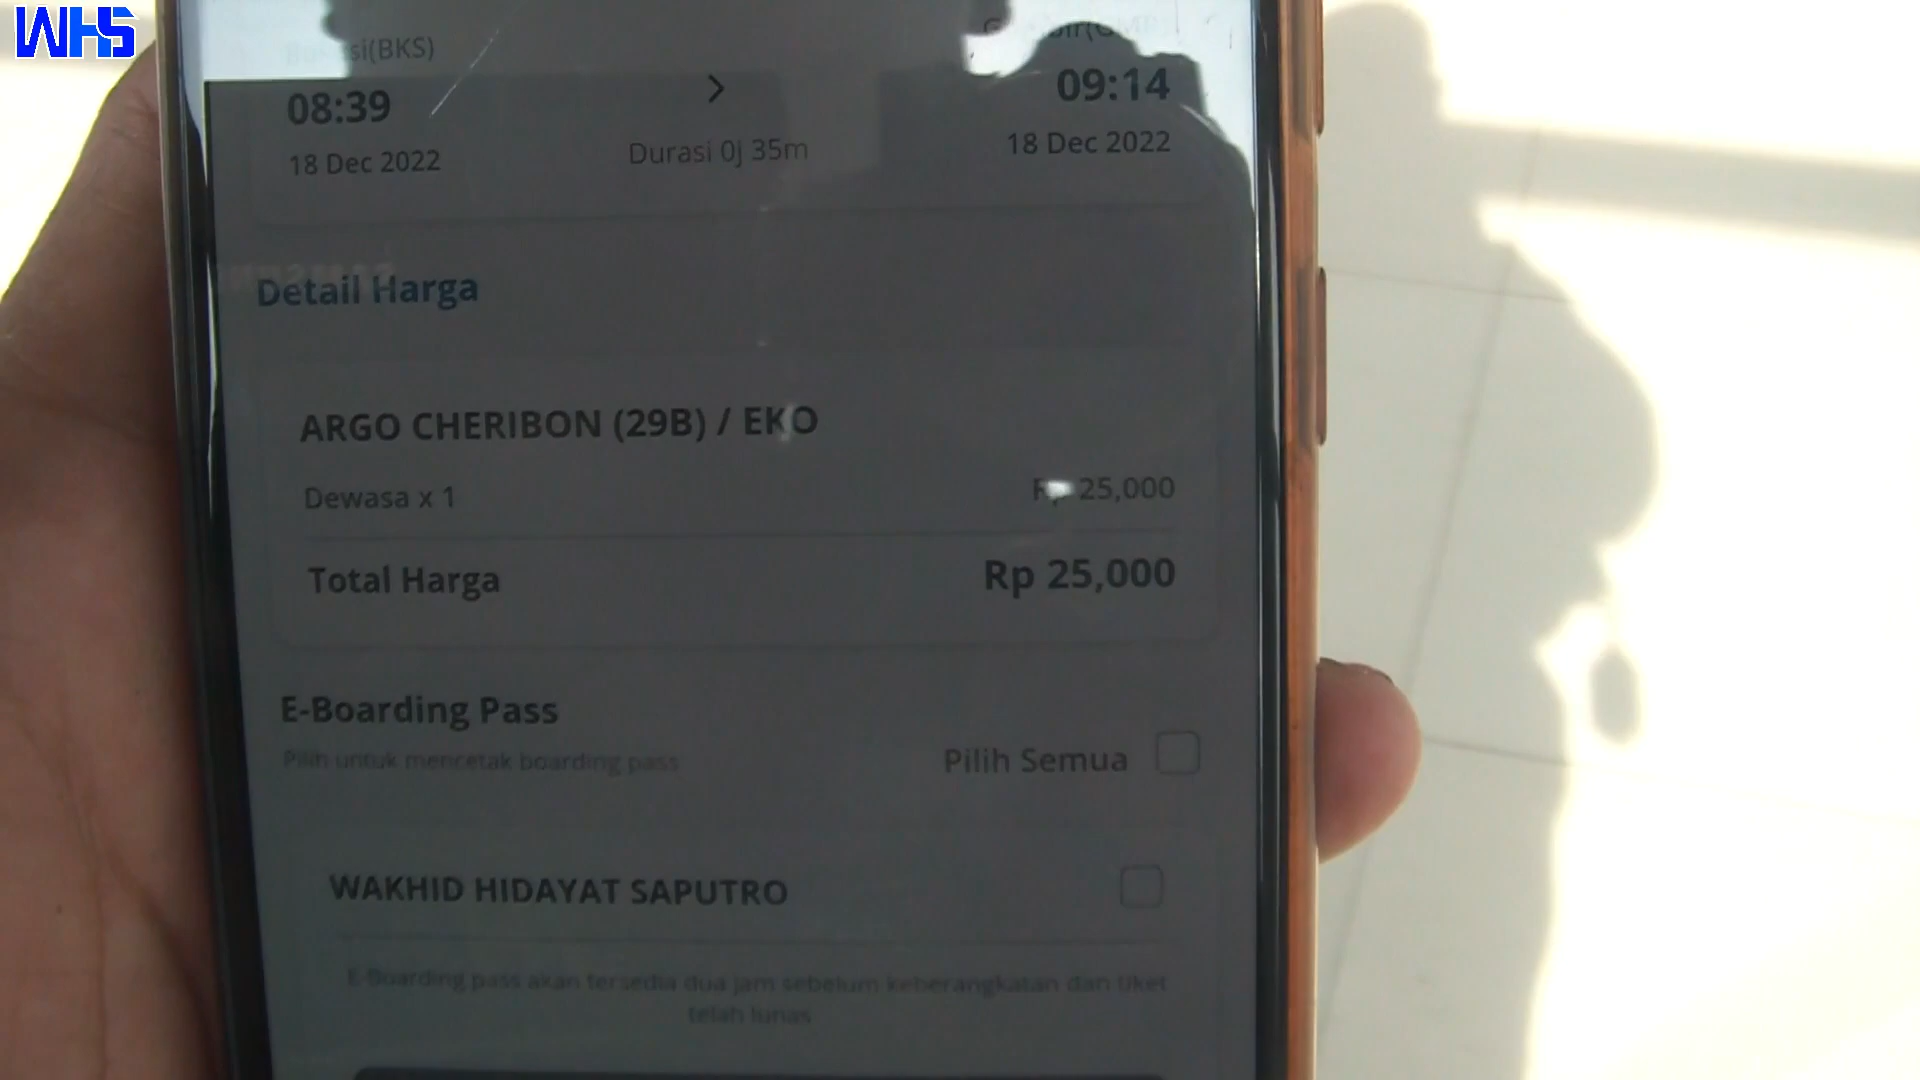 WHS
Bekasi(BKS)
08:39
09:14
18 Dec 2022
Durasi 0j 35m
18 Dec 2022
Detail Harga
ARGO CHERIBON (29B) / EKO
Dewasa x 1
Rp 25,000
Total Harga
Rp 25,000
E-Boarding Pass
Pilih untuk mencetak boarding pass
Pilih Semua
WAKHID HIDAYAT SAPUTRO
E-Boarding pass akan tersedia dua jam sebelum keberangkatan dan tiket
telah lunas